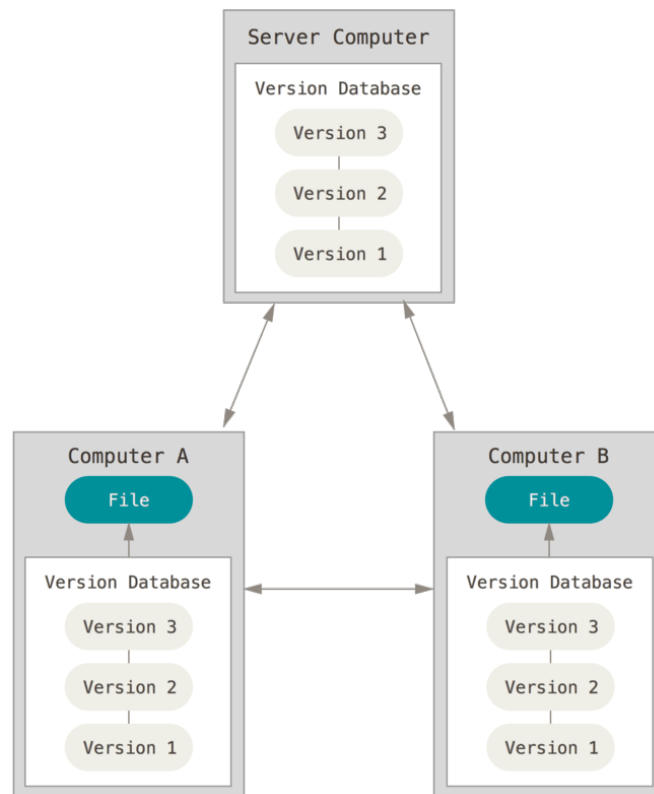 Server Computer
Version Database
Version 3
Version 2
Version 1
Computer A
File
Version Database
Version 3
Version 2
Version 1
Computer B
File
Version Database
Version 3
Version 2
Version 1